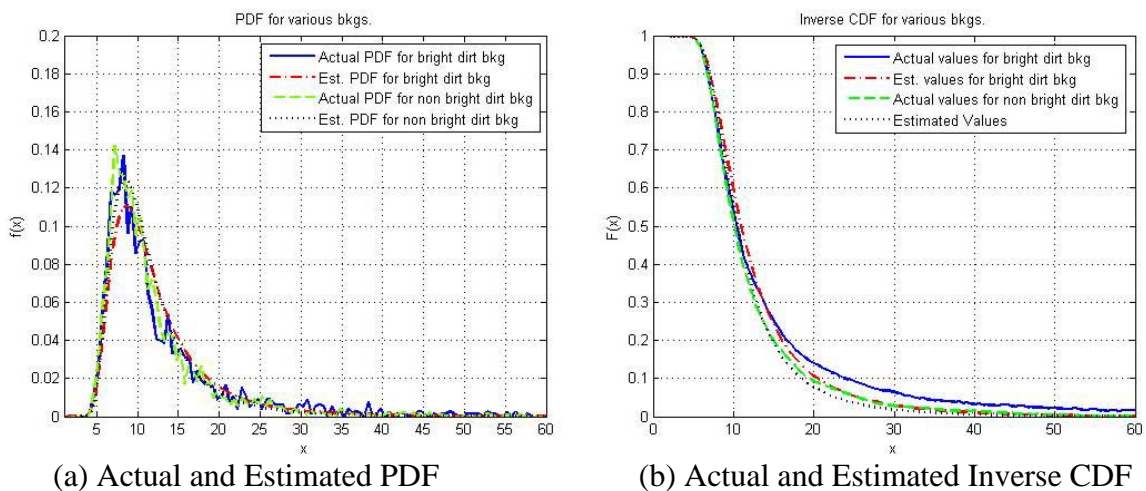 PDF for various bkgs.
0.2
0.18
0.16
0.14
0.12
0.1
0.08
0.06
0.04
0.02
0
f(x)
Actual PDF for bright dirt bkg
Est. PDF for bright dirt bkg
Actual PDF for non bright dirt bkg
Est. PDF for non bright dirt bkg
5 10 15 20 25 30 35 40 45 50 55 60
x
(a) Actual and Estimated PDF
Inverse CDF for various bkgs.
1
0.9
0.8
0.7
0.6
0.5
0.4
0.3
0.2
0.1
0
F(x)
Actual values for bright dirt bkg
Est. values for bright dirt bkg
Actual values for non bright dirt bkg
Estimated Values
0 10 20 30 40 50 60
x
(b) Actual and Estimated Inverse CDF